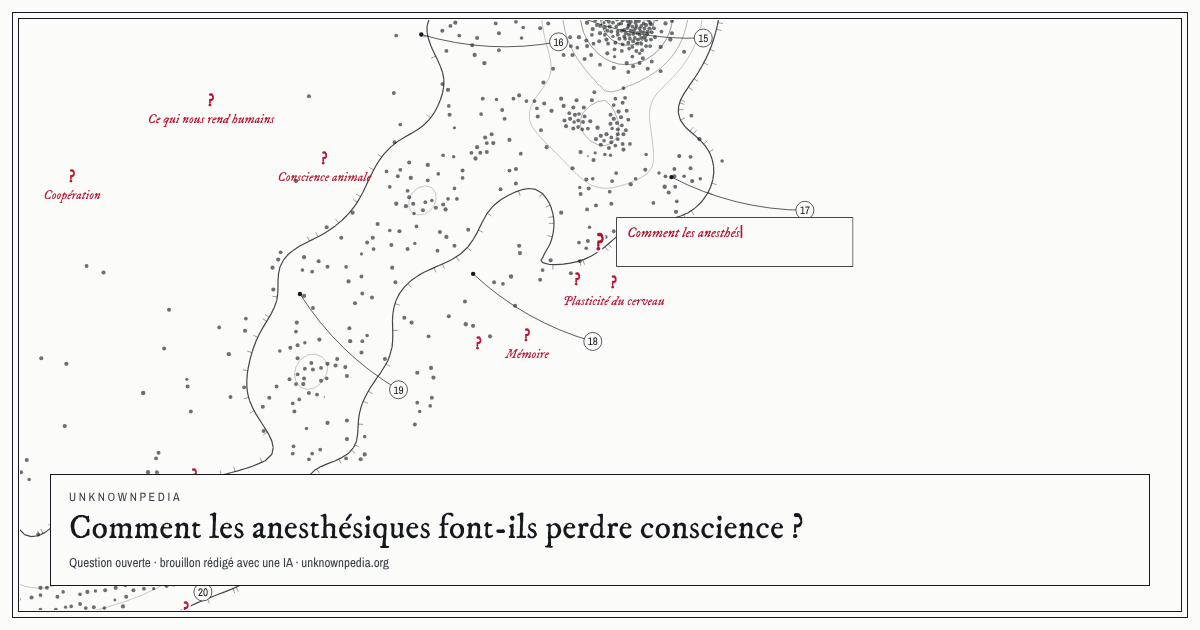 16
15
?
Ce qui nous rend humains
?
Conscience animale
?
Coopération
17
Comment les anesthés
?
?
?
Plasticité du cerveau
?
?
Mémoire
18
19
?
UNKNOWNPEDIA
Comment les anesthésiques font-ils perdre conscience ?
Question ouverte · brouillon rédigé avec une IA · unknownpedia.org
20
?